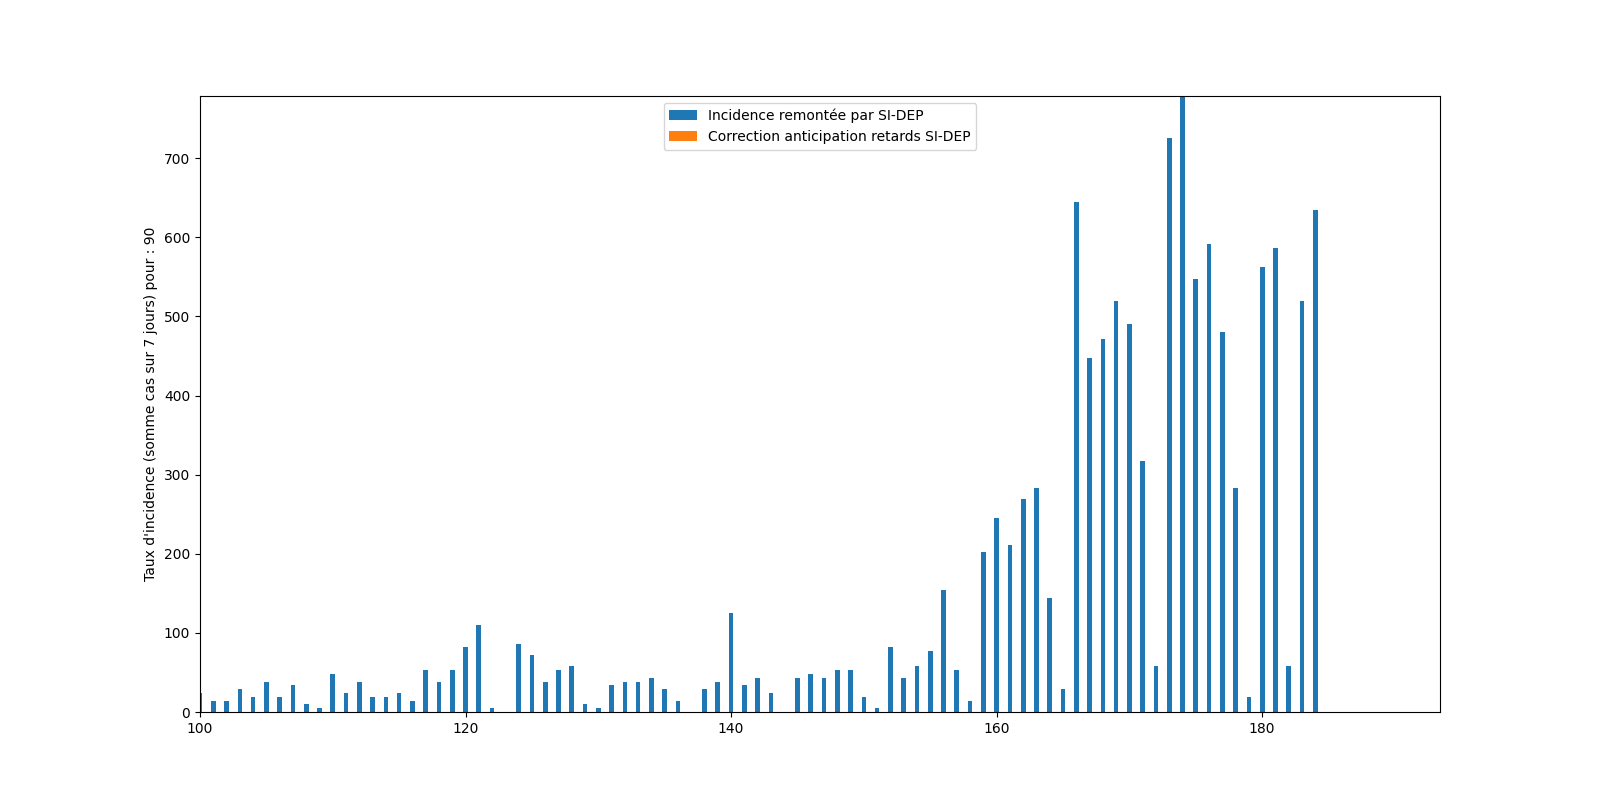 Incidence remontée par SI-DEP
Correction anticipation retards SI-DEP
Taux d'incidence (somme cas sur 7 jours) pour : 90
700
600
500
400
300
200
100
0
100 120 140 160 180